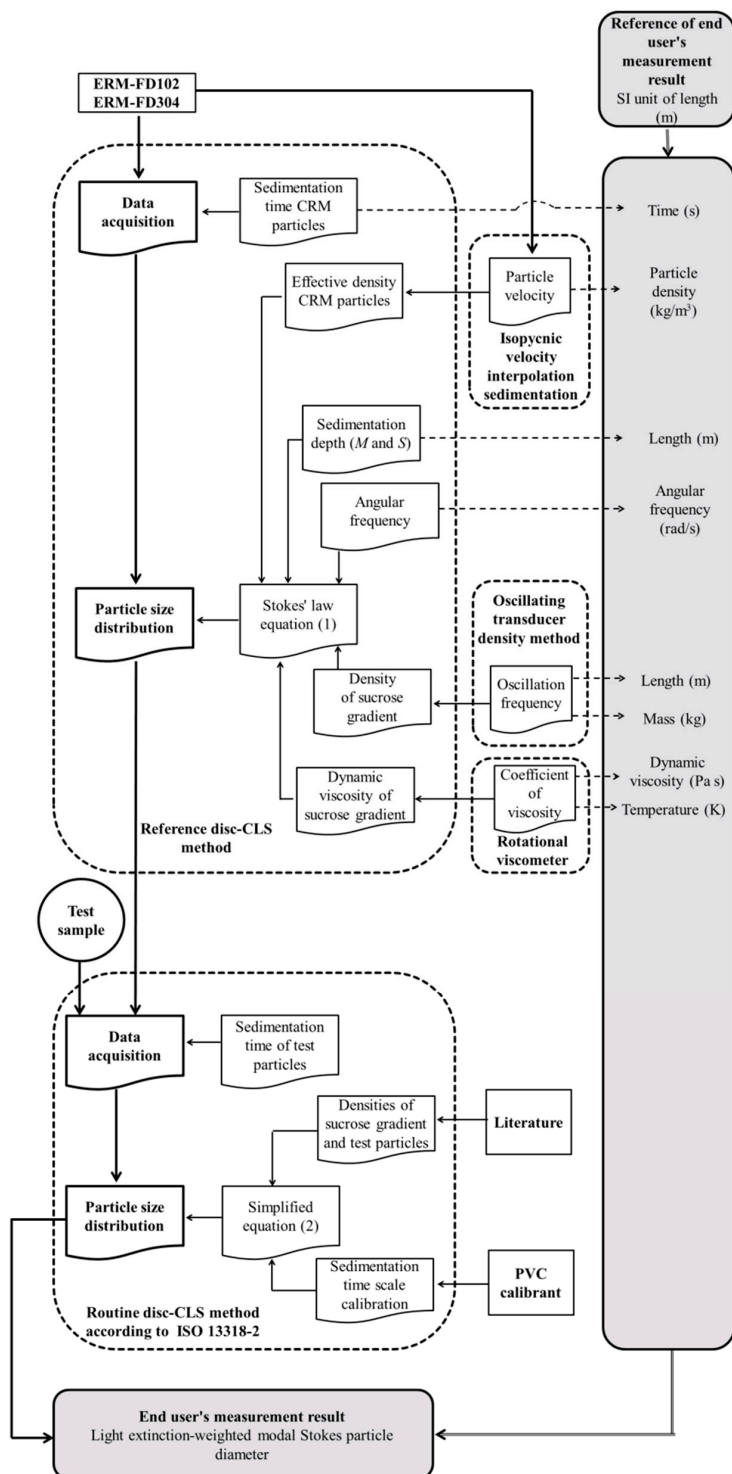 Reference of end
user's
measurement
result
SI unit of length
(m)
ERM-FD102
ERM-FD304
Data
acquisition
Sedimentation
time CRM
particles
Time (s)
Effective density
CRM particles
Particle
velocity
Particle
density
(kg/m³)
Isopycnic
velocity
interpolation
sedimentation
Sedimentation
depth (M and S)
Length (m)
Angular
frequency
Angular
frequency
(rad/s)
Particle size
distribution
Stokes' law
equation (1)
Oscillating
transducer
density method
Density
of sucrose
gradient
Oscillation
frequency
Length (m)
Mass (kg)
Dynamic
viscosity of
sucrose gradient
Coefficient
of
viscosity
Dynamic
viscosity (Pa s)
Temperature (K)
Rotational
viscometer
Reference disc-CLS
method
Test
sample
Data
acquisition
Sedimentation
time of test
particles
Densities of
sucrose gradient
and test particles
Literature
Particle size
distribution
Simplified
equation (2)
Sedimentation
time scale
calibration
PVC
calibrant
Routine disc-CLS method
according to ISO 13318-2
End user's measurement result
Light extinction-weighted modal Stokes particle
diameter